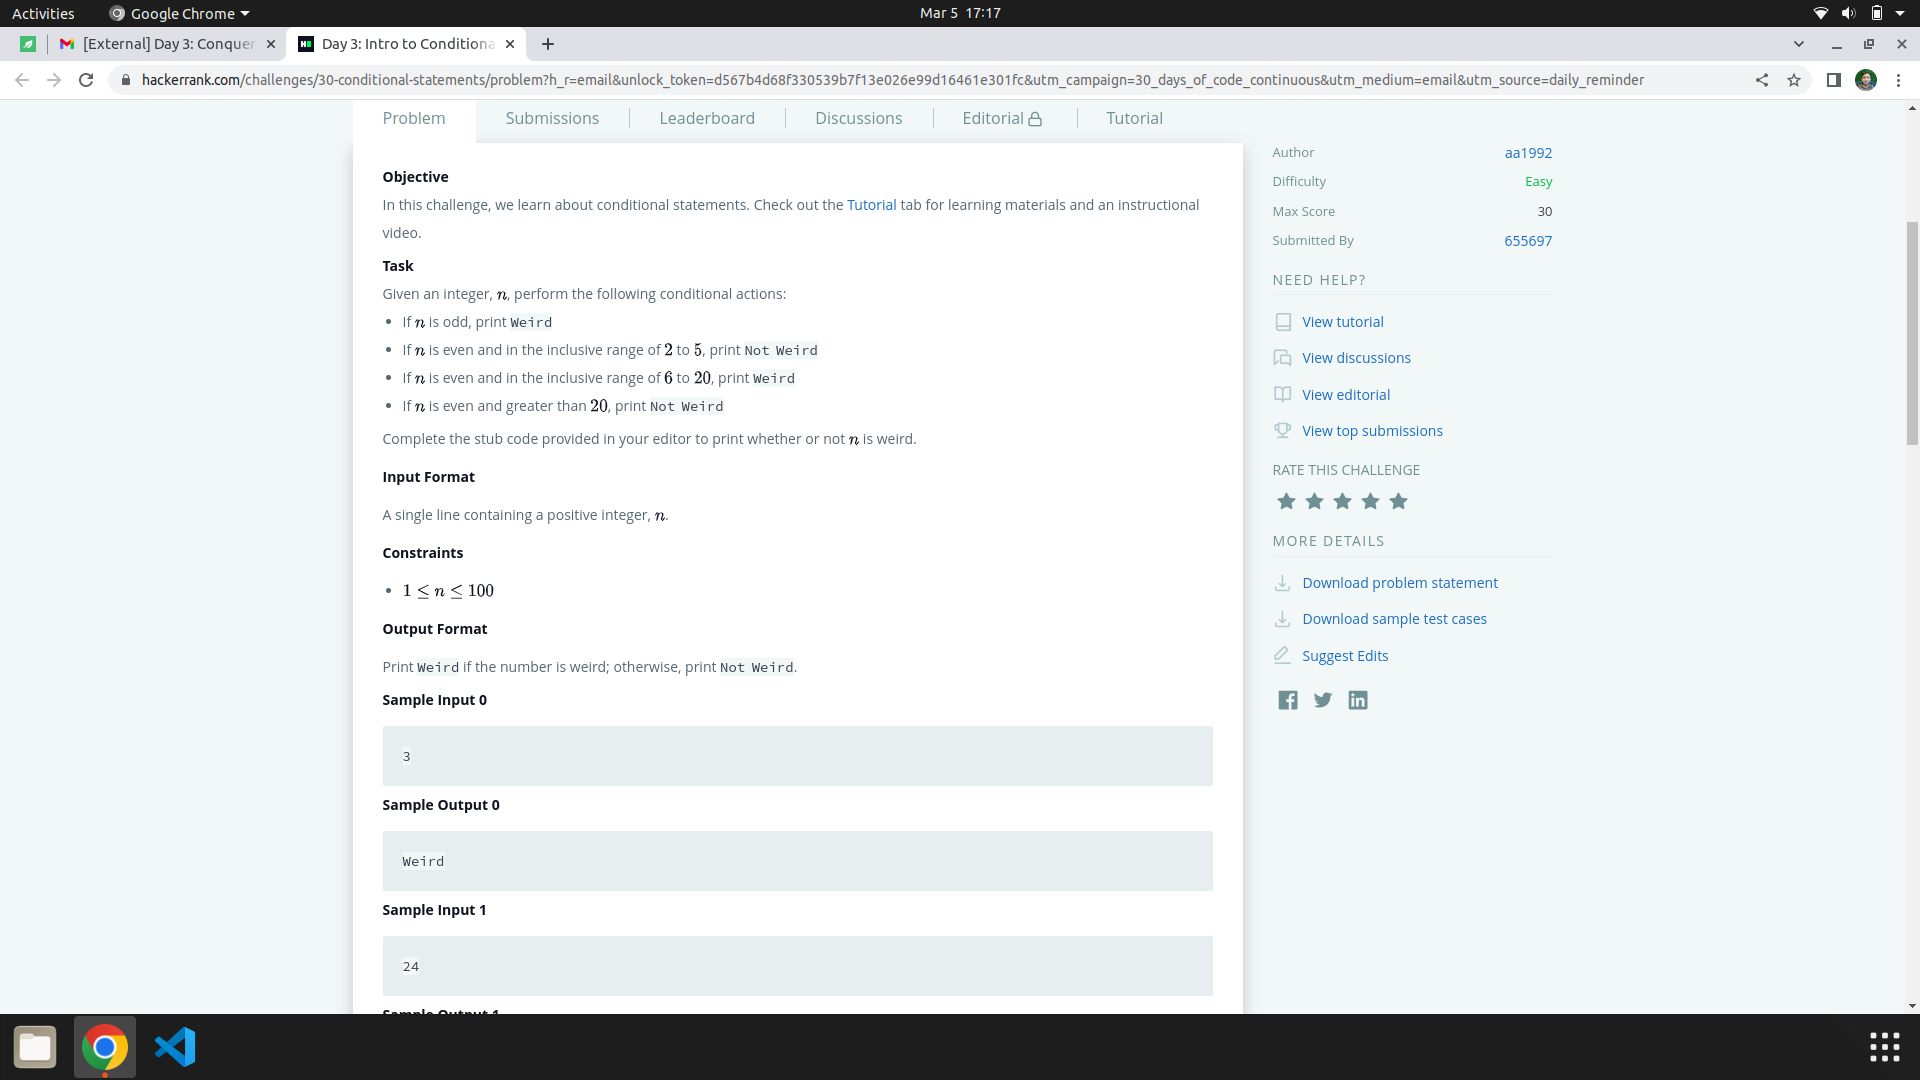 Activities
Google Chrome
Mar 5 17:17
[External] Day 3: Conquer
Day 3: Intro to Conditiona
hackerrank.com/challenges/30-conditional-statements/problem?h_r=email&unlock_token=d567b4d68f330539b7f13e026e99d16461e301fc&utm_campaign=30_days_of_code_continuous&utm_medium=email&utm_source=daily_reminder
Problem
Submissions
Leaderboard
Discussions
Editorial
Tutorial
Objective
In this challenge, we learn about conditional statements. Check out the Tutorial tab for learning materials and an instructional
video.
Task
Given an integer, n, perform the following conditional actions:
• If n is odd, print Weird
• If n is even and in the inclusive range of 2 to 5, print Not Weird
• If n is even and in the inclusive range of 6 to 20, print Weird
• If n is even and greater than 20, print Not Weird
Complete the stub code provided in your editor to print whether or not n is weird.
Input Format
A single line containing a positive integer, n.
Constraints
• 1 ≤ n ≤ 100
Output Format
Print Weird if the number is weird; otherwise, print Not Weird.
Sample Input 0
3
Sample Output 0
Weird
Sample Input 1
24
Sample Output 1
Author aa1992
Difficulty Easy
Max Score 30
Submitted By 655697
NEED HELP?
View tutorial
View discussions
View editorial
View top submissions
RATE THIS CHALLENGE
MORE DETAILS
Download problem statement
Download sample test cases
Suggest Edits